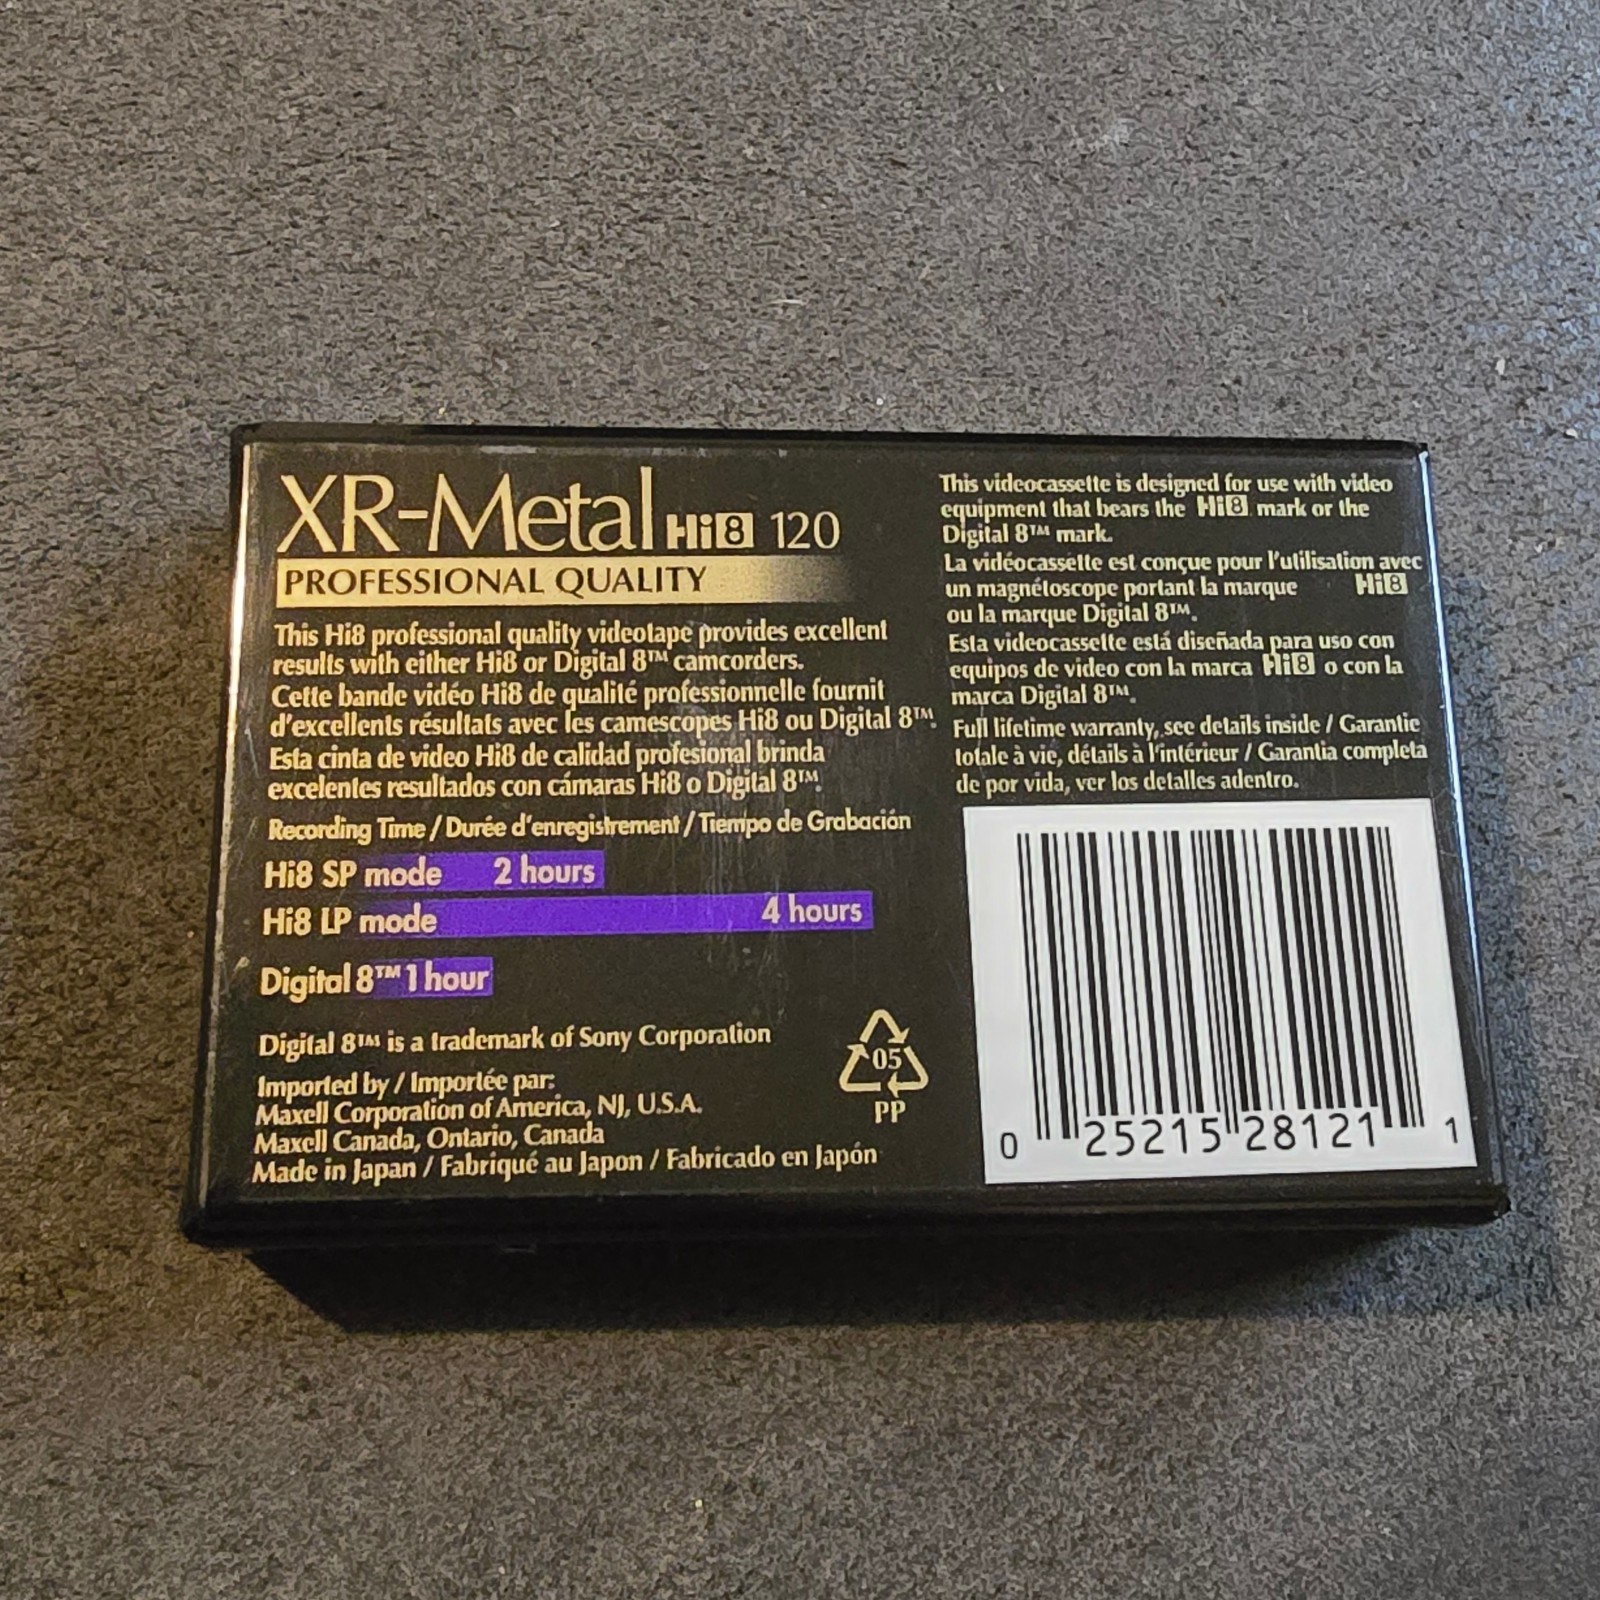 XR-Metal Hi8 120
PROFESSIONAL QUALITY
This Hi8 professional quality videotape provides excellent
results with either Hi8 or Digital 8™ camcorders.
Cette bande vidéo Hi8 de qualité professionnelle fournit
d'excellents résultats avec les camescopes Hi8 ou Digital 8™.
Esta cinta de video Hi8 de calidad profesional brinda
excelentes resultados con cámaras Hi8 o Digital 8™.
Recording Time / Durée d'enregistrement / Tiempo de Grabación
Hi8 SP mode 2 hours
Hi8 LP mode 4 hours
Digital 8™ 1 hour
Digital 8™ is a trademark of Sony Corporation
Imported by / Importée par:
Maxell Corporation of America, NJ, U.S.A.
Maxell Canada, Ontario, Canada
Made in Japan / Fabriqué au Japon / Fabricado en Japón
05
PP
This videocassette is designed for use with video
equipment that bears the Hi8 mark or the
Digital 8™ mark.
La vidéocassette est conçue pour l'utilisation avec
un magnétoscope portant la marque Hi8
ou la marque Digital 8™.
Esta videocassette está diseñada para uso con
equipos de video con la marca Hi8 o con la
marca Digital 8™.
Full lifetime warranty, see details inside / Garantie
totale à vie, détails à l'intérieur / Garantia completa
de por vida, ver los detalles adentro.
0 25215 28121 1